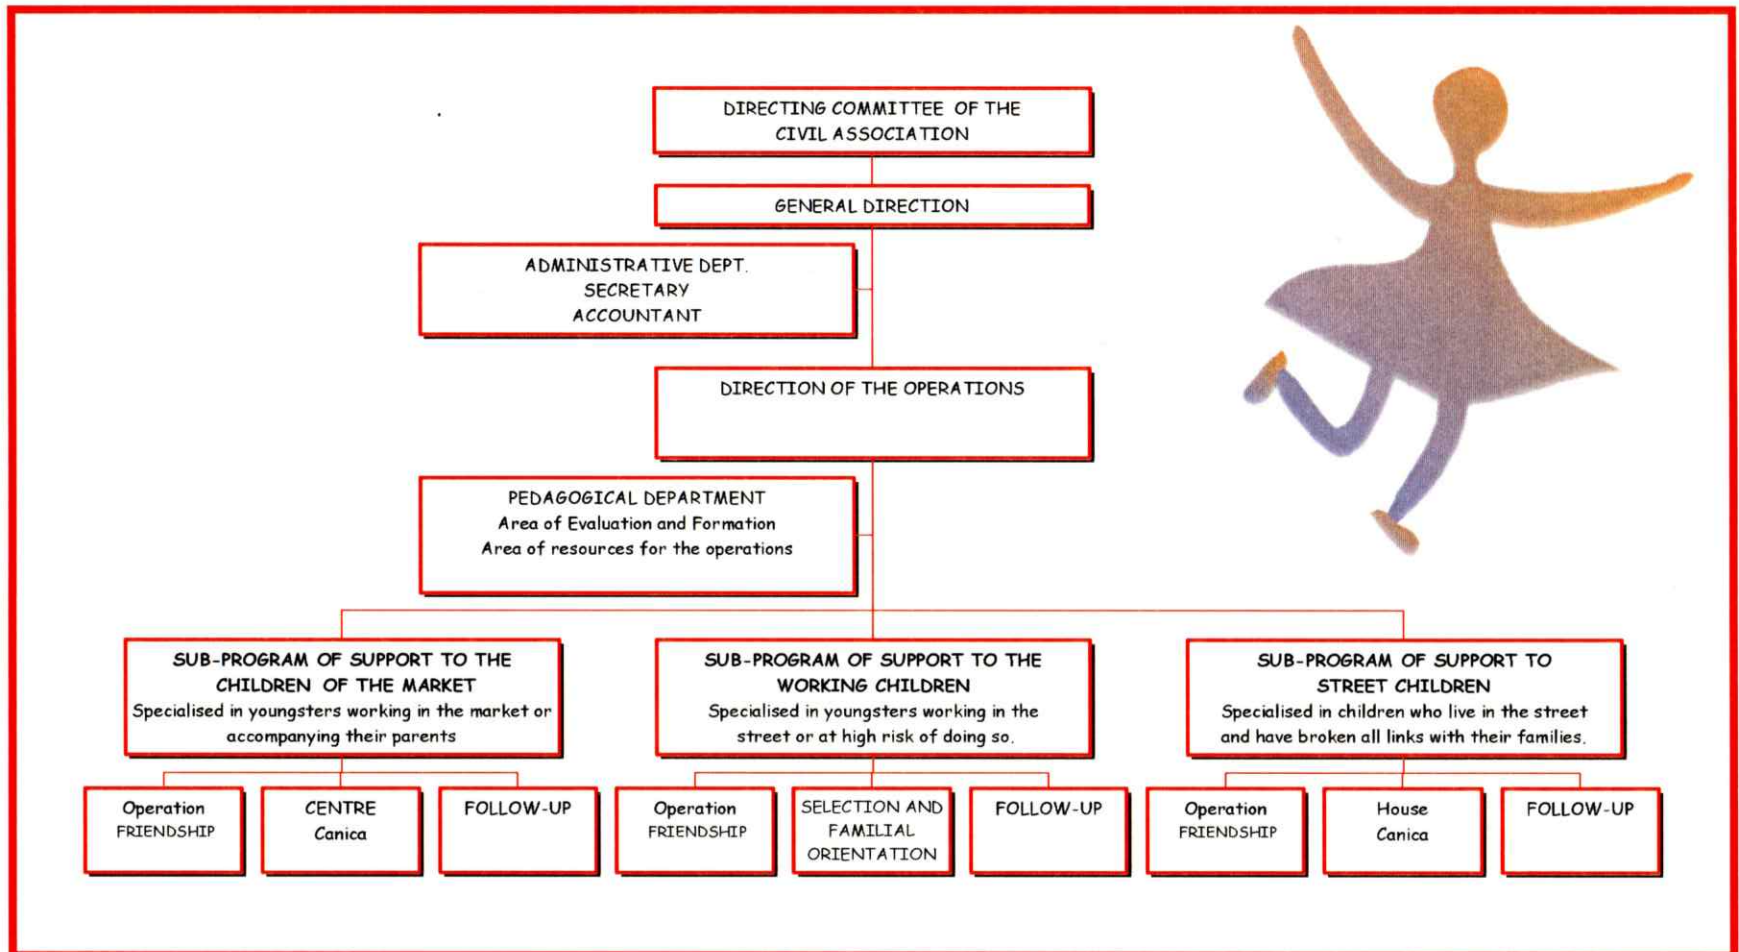 DIRECTING COMMITTEE OF THE
CIVIL ASSOCIATION
GENERAL DIRECTION
ADMINISTRATIVE DEPT.
SECRETARY
ACCOUNTANT
DIRECTION OF THE OPERATIONS
PEDAGOGICAL DEPARTMENT
Area of Evaluation and Formation
Area of resources for the operations
SUB-PROGRAM OF SUPPORT TO THE
CHILDREN OF THE MARKET
Specialised in youngsters working in the market or
accompanying their parents
SUB-PROGRAM OF SUPPORT TO THE
WORKING CHILDREN
Specialised in youngsters working in the
street or at high risk of doing so.
SUB-PROGRAM OF SUPPORT TO
STREET CHILDREN
Specialised in children who live in the street
and have broken all links with their families.
Operation
FRIENDSHIP
CENTRE
Canica
FOLLOW-UP
Operation
FRIENDSHIP
SELECTION AND
FAMILIAL
ORIENTATION
FOLLOW-UP
Operation
FRIENDSHIP
House
Canica
FOLLOW-UP